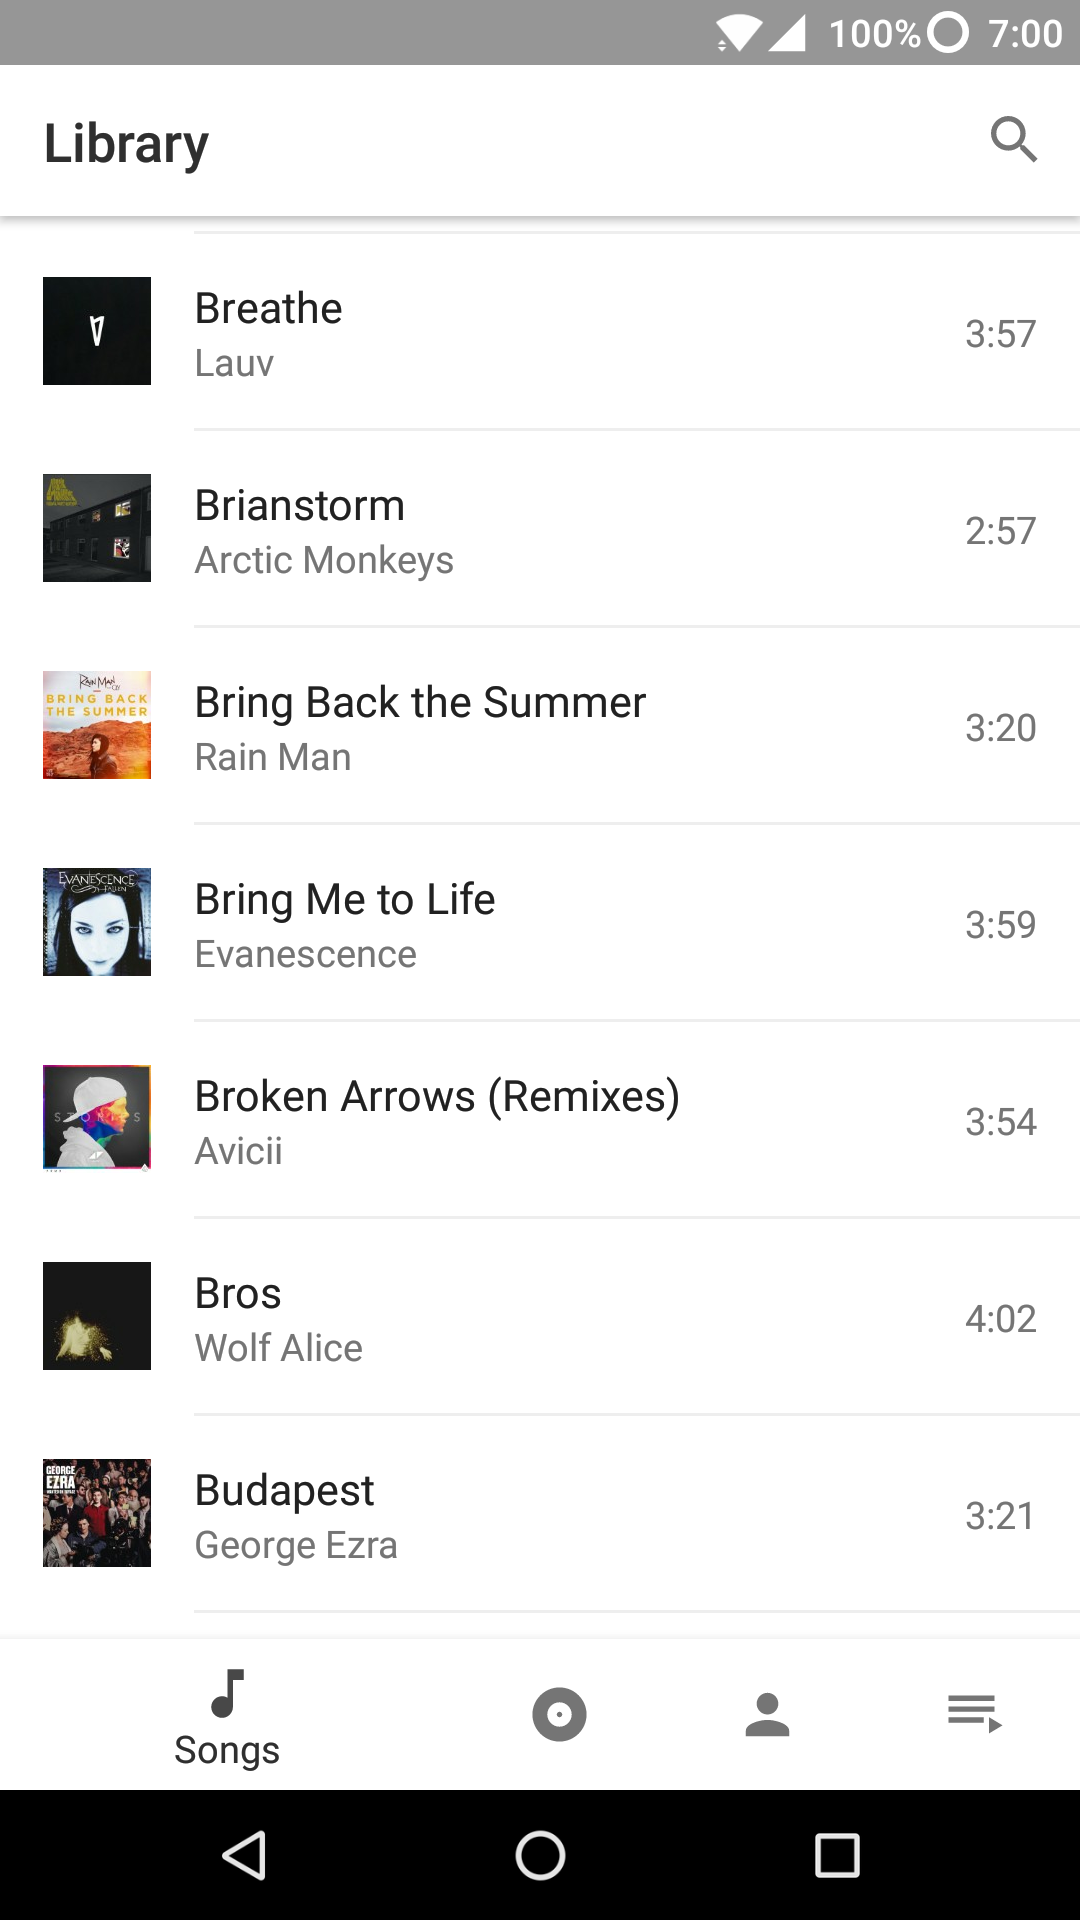 100% 7:00
Library
Breathe
Lauv
3:57
Brianstorm
Arctic Monkeys
2:57
RAIN MAN
BRING BACK
THE SUMMER
Bring Back the Summer
Rain Man
3:20
EVANESCENCE
FALLEN
Bring Me to Life
Evanescence
3:59
STORIES
Broken Arrows (Remixes)
Avicii
3:54
Bros
Wolf Alice
4:02
GEORGE
EZRA
Budapest
George Ezra
3:21
Songs